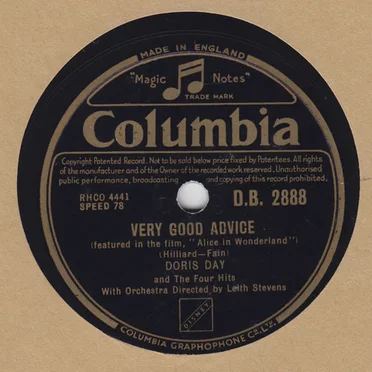 MADE IN ENGLAND
"Magic Notes"
TRADE MARK
Columbia
Copyright Patented Record. Not to be sold below price fixed by Patentees. All rights
of the manufacturer and of the Owner of the recorded work reserved. Unauthorised
public performance, broadcasting and copying of this record prohibited.
RHCO 4441
SPEED 78
D.B. 2888
VERY GOOD ADVICE
(featured in the film, "Alice in Wonderland")
(Hilliard—Fain)
DORIS DAY
and The Four Hits
With Orchestra Directed by Leith Stevens
DISNEY
COLUMBIA GRAPHOPHONE CO. LTD.